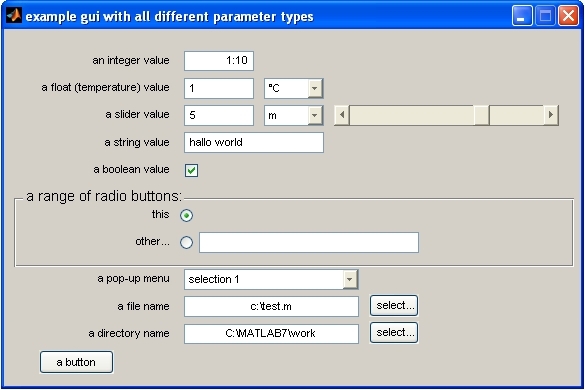 example gui with all different parameter types
an integer value 1:10
a float (temperature) value 1 °C
a slider value 5 m
a string value hallo world
a boolean value
a range of radio buttons:
this
other...
a pop-up menu selection 1
a file name c:\test.m select...
a directory name C:\MATLAB7\work select...
a button